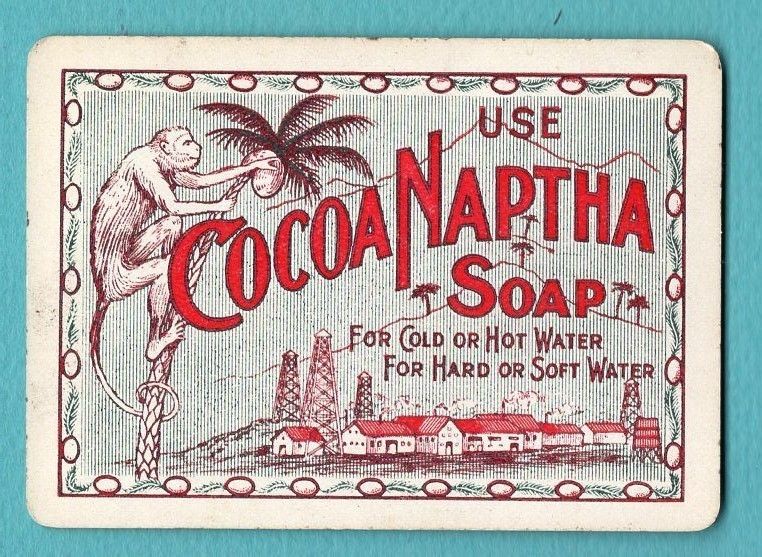 USE
COCOA NAPTHA
SOAP
FOR COLD OR HOT WATER
FOR HARD OR SOFT WATER